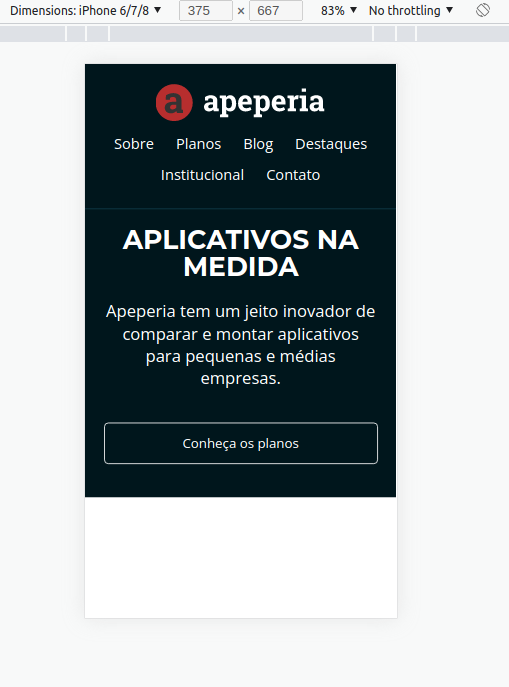 Dimensions: iPhone 6/7/8 ▼ 375 × 667 83% ▼ No throttling ▼
a apeperia
Sobre Planos Blog Destaques
Institucional Contato
APLICATIVOS NA
MEDIDA
Apeperia tem um jeito inovador de
comparar e montar aplicativos
para pequenas e médias
empresas.
Conheça os planos